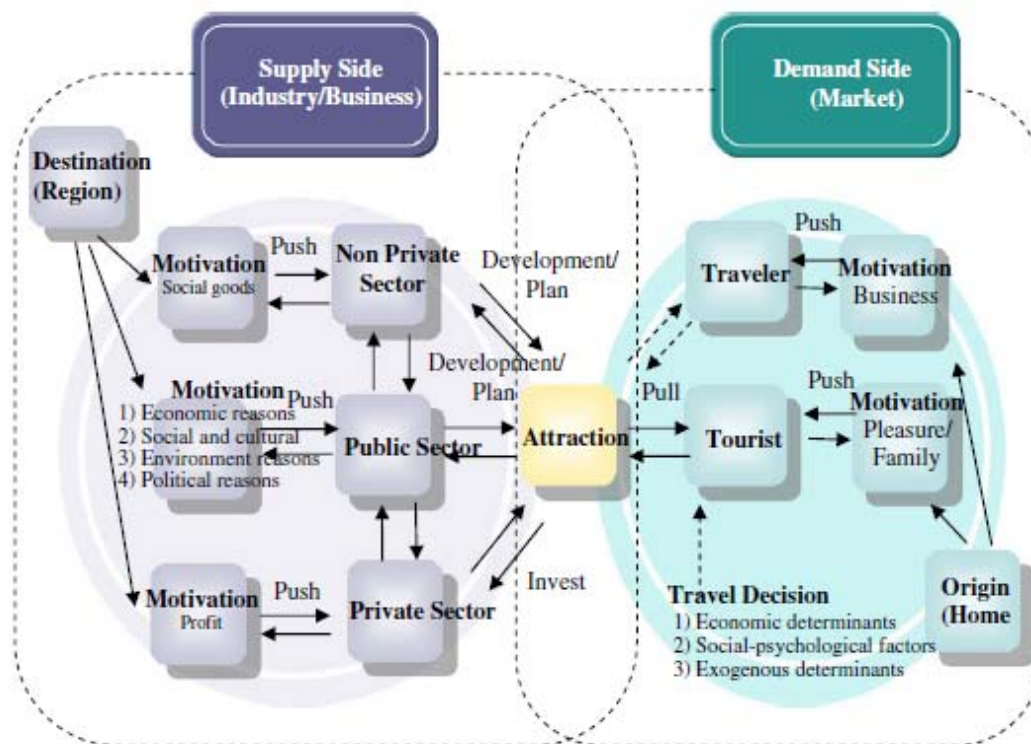 Supply Side
(Industry/Business)
Demand Side
(Market)
Destination
(Region)
Motivation
Social goods
Push
Non Private
Sector
Development/
Plan
Traveler
Push
Motivation
Business
Motivation
1) Economic reasons
2) Social and cultural
3) Environment reasons
4) Political reasons
Push
Public Sector
Development/
Plan
Attraction
Pull
Tourist
Push
Motivation
Pleasure/
Family
Motivation
Profit
Push
Private Sector
Invest
Travel Decision
1) Economic determinants
2) Social-psychological factors
3) Exogenous determinants
Origin
(Home